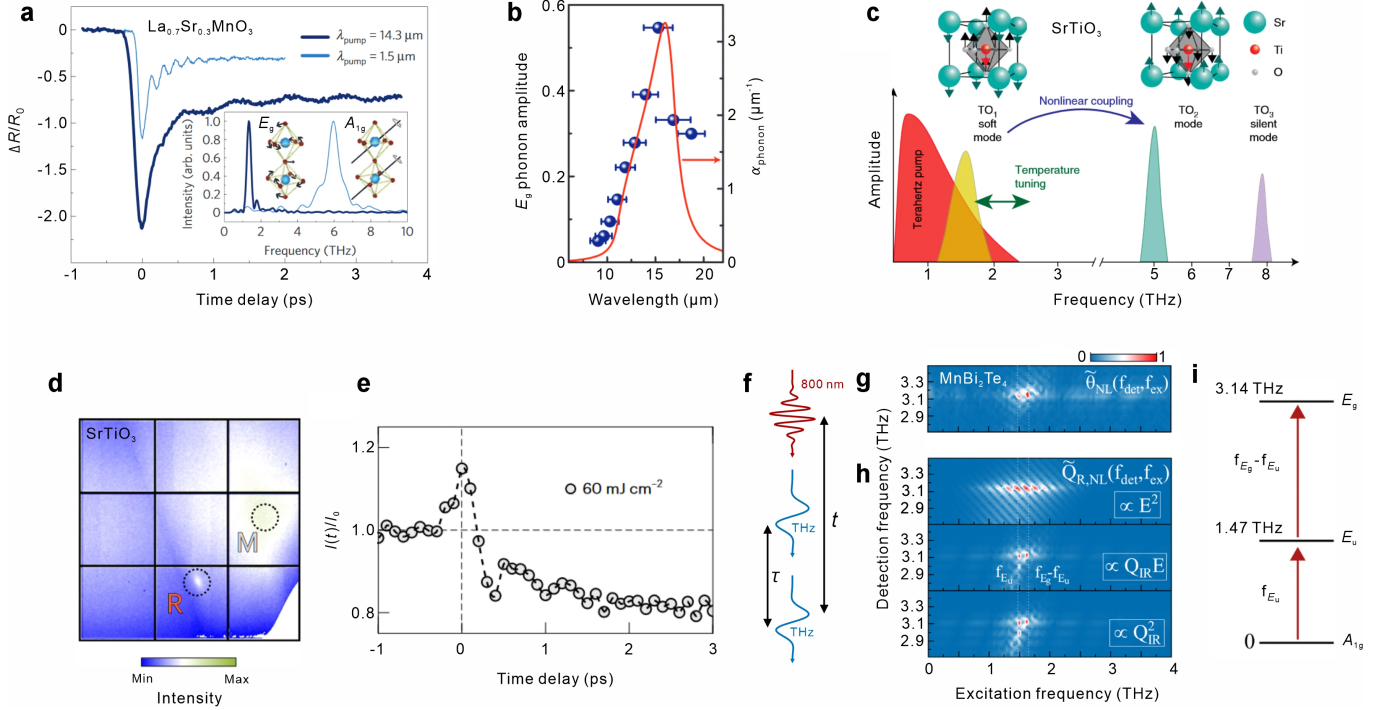 a
La₀.₇Sr₀.₃MnO₃
λpump = 14.3 μm
λpump = 1.5 μm
ΔR/R₀
0
-0.5
-1.0
-1.5
-2.0
-1
0
1
2
3
4
Time delay (ps)
Intensity (arb. units)
1.0
0.8
0.6
0.4
0.2
0
Eg
A1g
0
2
4
6
8
10
Frequency (THz)
b
Eg phonon amplitude
0.6
0.4
0.2
0
10
15
20
Wavelength (μm)
3
2
1
0
αphonon (μm⁻¹)
c
SrTiO₃
Sr
Ti
O
Amplitude
Terahertz pump
TO₁
soft
mode
Nonlinear coupling
TO₂
mode
TO₃
silent
mode
Temperature
tuning
1
2
3
5
6
7
8
Frequency (THz)
d
SrTiO₃
M
R
Min
Max
Intensity
e
I(t)/I₀
1.2
1.0
0.8
60 mJ cm⁻²
-1
0
1
2
3
Time delay (ps)
f
800 nm
THz
THz
τ
t
g
0
1
MnBi₂Te₄
θ̃NL(fdet,fex)
3.3
3.1
2.9
h
Detection frequency (THz)
Q̃R,NL(fdet,fex)
∝ E²
3.3
3.1
2.9
fEu
fEg-fEu
∝ QIRE
3.3
3.1
2.9
∝ Q²IR
3.3
3.1
2.9
0
1
2
3
4
Excitation frequency (THz)
i
3.14 THz
Eg
fEg-fEu
1.47 THz
Eu
fEu
0
A1g